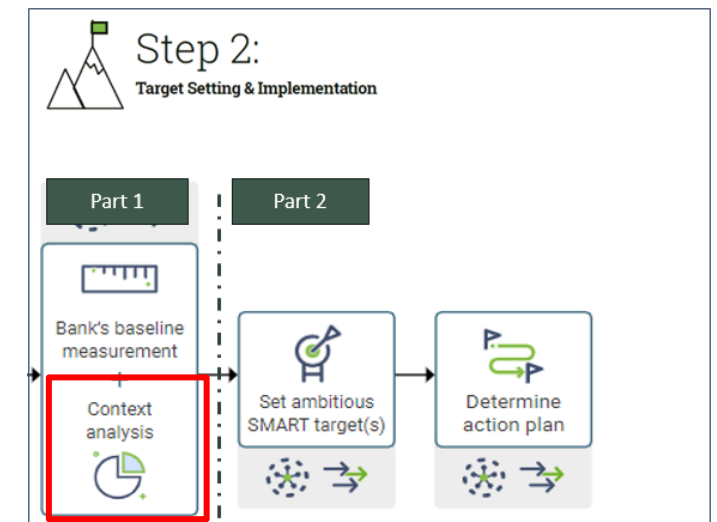 Step 2:
Target Setting & Implementation
Part 1
Part 2
Bank's baseline
measurement
+
Context
analysis
Set ambitious
SMART target(s)
Determine
action plan